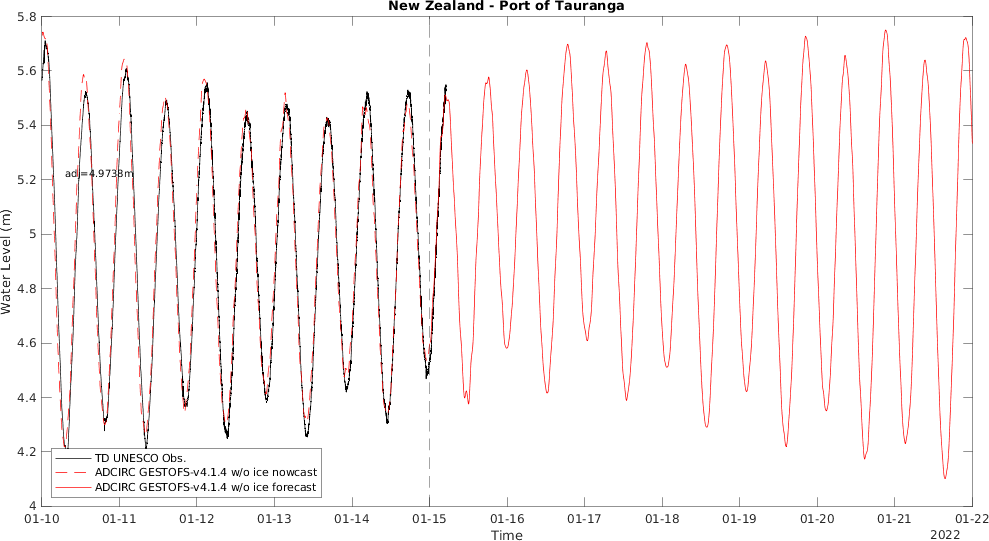 New Zealand - Port of Tauranga
Water Level (m)
5.8
5.6
5.4
5.2
5
4.8
4.6
4.4
4.2
4
adj=4.9738m
TD UNESCO Obs.
ADCIRC GESTOFS-v4.1.4 w/o ice nowcast
ADCIRC GESTOFS-v4.1.4 w/o ice forecast
01-10 01-11 01-12 01-13 01-14 01-15 01-16 01-17 01-18 01-19 01-20 01-21 01-22
Time
2022